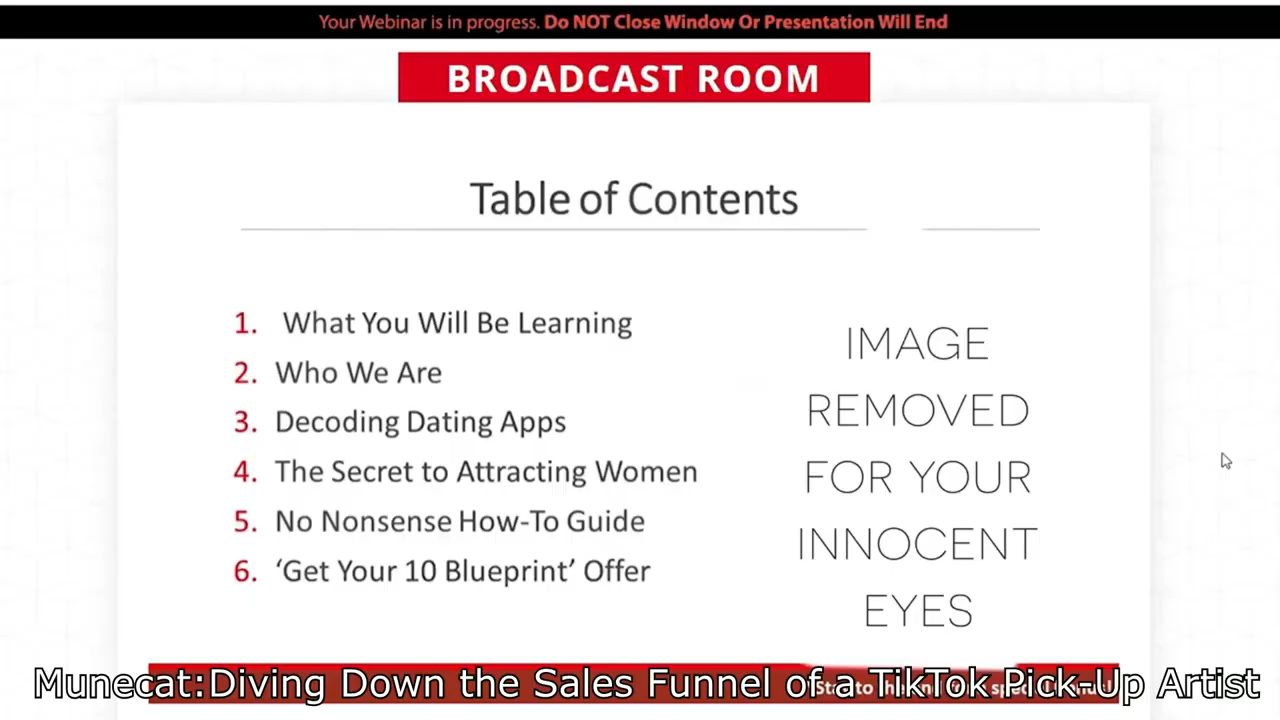 Your Webinar is in progress. Do NOT Close Window Or Presentation Will End
BROADCAST ROOM
Table of Contents
1. What You Will Be Learning
2. Who We Are
3. Decoding Dating Apps
4. The Secret to Attracting Women
5. No Nonsense How-To Guide
6. ‘Get Your 10 Blueprint’ Offer
IMAGE
REMOVED
FOR YOUR
INNOCENT
EYES
Munecat:Diving Down the Sales Funnel of a TikTok Pick-Up Artist